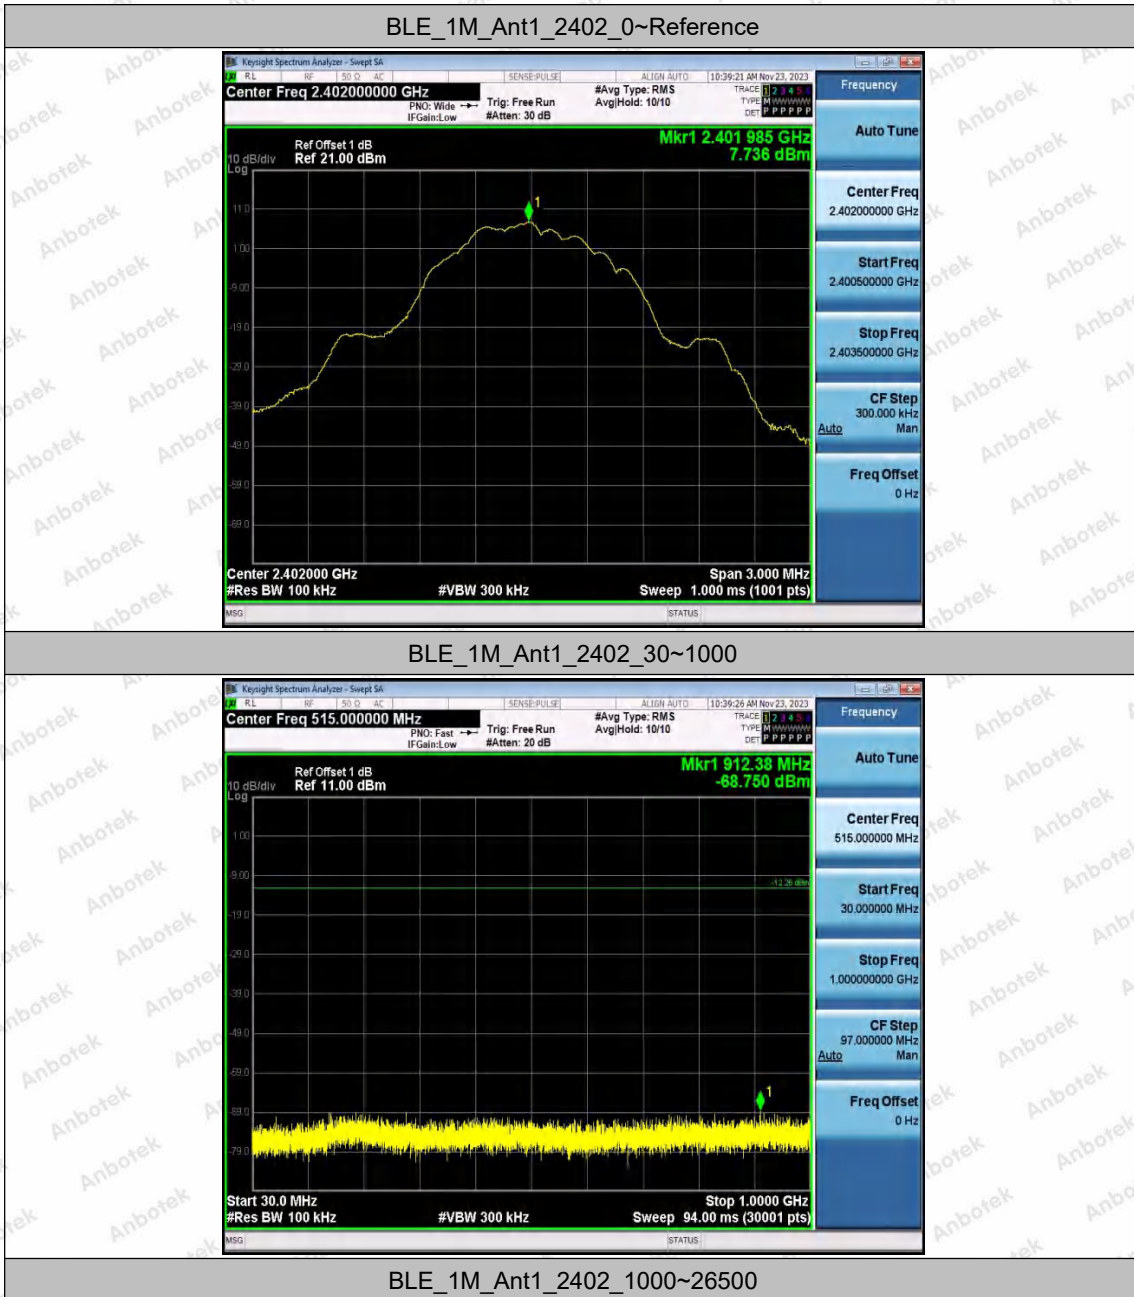 BLE_1M_Ant1_2402_0~Reference
Keysight Spectrum Analyzer - Swept SA
RL RF 50 Ω AC SENSE:PULSE ALIGN AUTO 10:39:21 AM Nov 23, 2023
Center Freq 2.402000000 GHz
PNO: Wide
IFGain:Low
Trig: Free Run
#Atten: 30 dB
#Avg Type: RMS
Avg|Hold: 10/10
TRACE 1 2 3 4 5 6
TYPE M WWWWW
DET P P P P P P
Mkr1 2.401 985 GHz
7.736 dBm
Ref Offset 1 dB
10 dB/div Ref 21.00 dBm
Log
1
11.0
1.00
-9.00
-19.0
-29.0
-39.0
-49.0
-59.0
-69.0
Center 2.402000 GHz Span 3.000 MHz
#Res BW 100 kHz #VBW 300 kHz Sweep 1.000 ms (1001 pts)
MSG STATUS
Frequency
Auto Tune
Center Freq
2.402000000 GHz
Start Freq
2.400500000 GHz
Stop Freq
2.403500000 GHz
CF Step
300.000 kHz
Auto Man
Freq Offset
0 Hz
BLE_1M_Ant1_2402_30~1000
Keysight Spectrum Analyzer - Swept SA
RL RF 50 Ω AC SENSE:PULSE ALIGN AUTO 10:39:26 AM Nov 23, 2023
Center Freq 515.000000 MHz
PNO: Fast
IFGain:Low
Trig: Free Run
#Atten: 20 dB
#Avg Type: RMS
Avg|Hold: 10/10
TRACE 1 2 3 4 5 6
TYPE M WWWWW
DET P P P P P P
Mkr1 912.38 MHz
-68.750 dBm
Ref Offset 1 dB
10 dB/div Ref 11.00 dBm
Log
1.00
-9.00
-12.26 dBm
-19.0
-29.0
-39.0
-49.0
-59.0
1
-69.0
-79.0
Start 30.0 MHz Stop 1.0000 GHz
#Res BW 100 kHz #VBW 300 kHz Sweep 94.00 ms (30001 pts)
MSG STATUS
Frequency
Auto Tune
Center Freq
515.000000 MHz
Start Freq
30.000000 MHz
Stop Freq
1.000000000 GHz
CF Step
97.000000 MHz
Auto Man
Freq Offset
0 Hz
BLE_1M_Ant1_2402_1000~26500